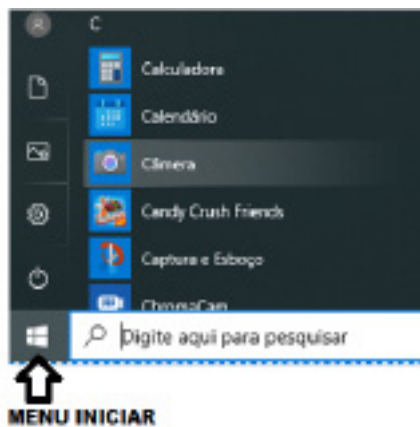 C
Calculadora
Calendário
Câmera
Candy Crush Friends
Captura e Esboço
ChromaCam
Digite aqui para pesquisar
MENU INICIAR